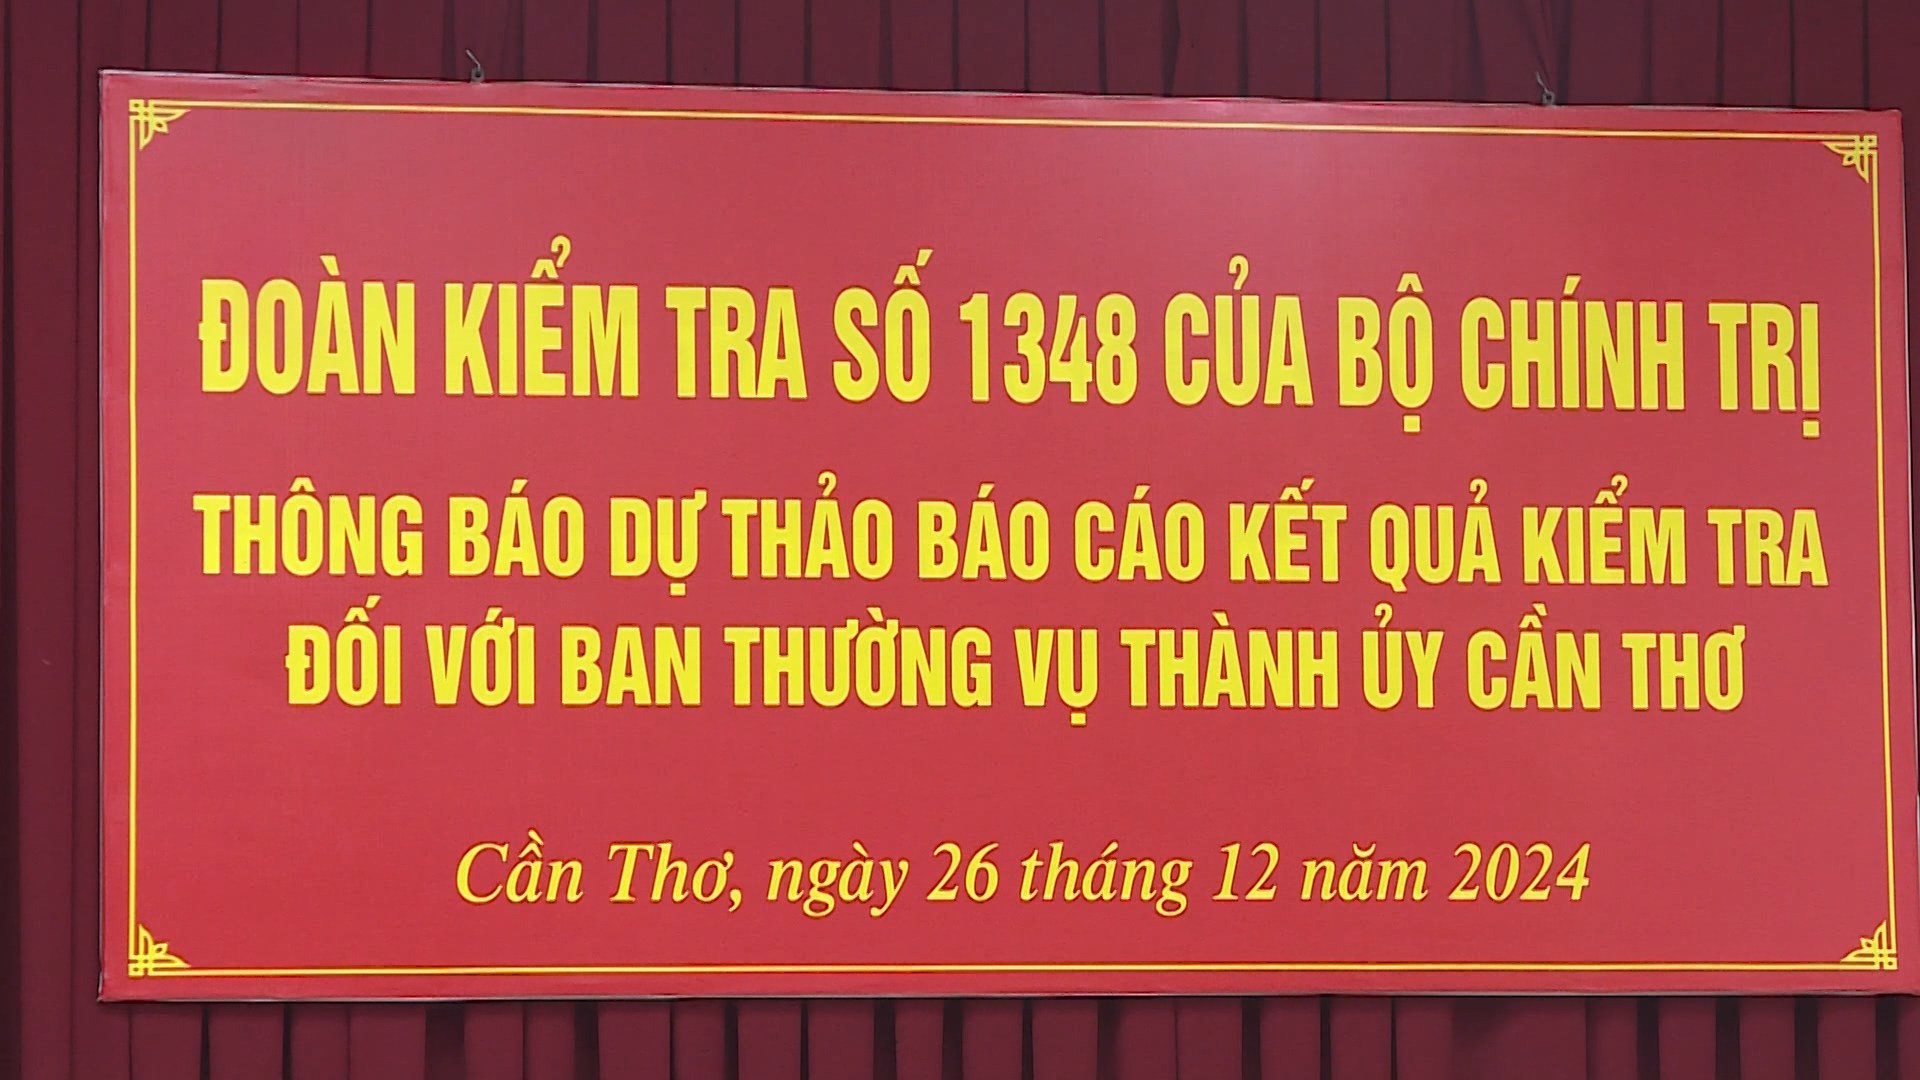 ĐOÀN KIỂM TRA SỐ 1348 CỦA BỘ CHÍNH TRỊ
THÔNG BÁO DỰ THẢO BÁO CÁO KẾT QUẢ KIỂM TRA
ĐỐI VỚI BAN THƯỜNG VỤ THÀNH ỦY CẦN THƠ
Cần Thơ, ngày 26 tháng 12 năm 2024